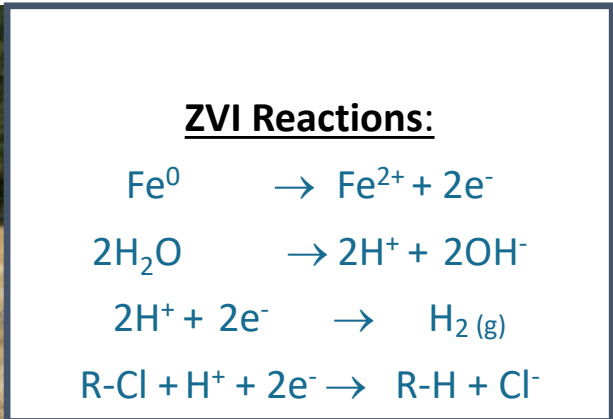 ZVI Reactions:
Fe⁰ → Fe²⁺ + 2e⁻
2H₂O → 2H⁺ + 2OH⁻
2H⁺ + 2e⁻ → H₂ (g)
R-Cl + H⁺ + 2e⁻ → R-H + Cl⁻